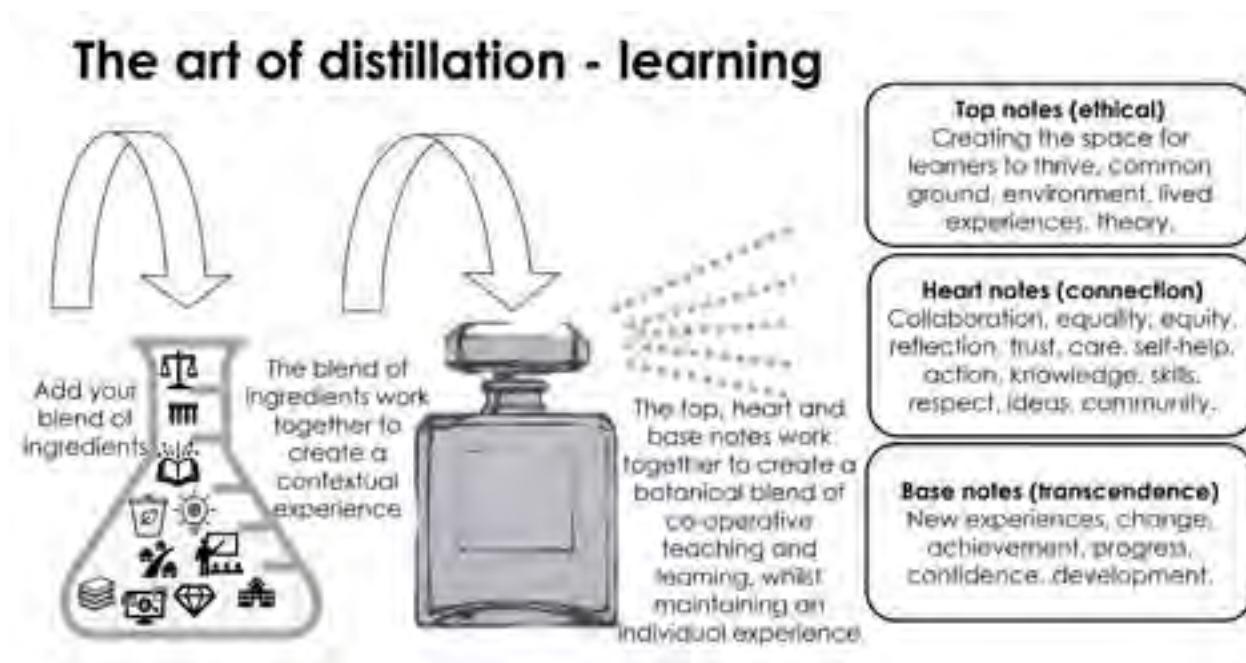 The art of distillation - learning
Add your
blend of
ingredients
The blend of
ingredients work
together to
create a
contextual
experience
The top, heart and
base notes work
together to create a
botanical blend of
co-operative
teaching and
learning, whilst
maintaining an
individual experience
Top notes (ethical)
Creating the space for
learners to thrive, common
ground, environment, lived
experiences, theory.
Heart notes (connection)
Collaboration, equality, equity,
reflection, trust, care, self-help,
action, knowledge, skills,
respect, ideas, community.
Base notes (transcendence)
New experiences, change,
achievement, progress,
confidence, development.